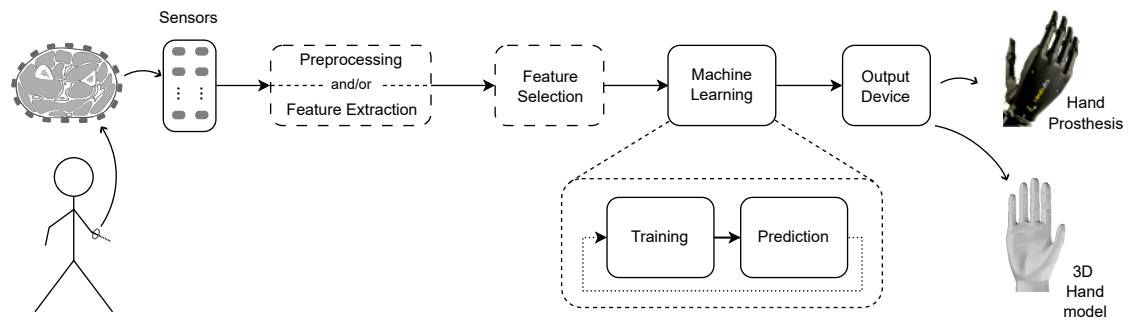 Sensors
Preprocessing
and/or
Feature Extraction
Feature
Selection
Machine
Learning
Output
Device
Hand
Prosthesis
Training
Prediction
3D
Hand
model